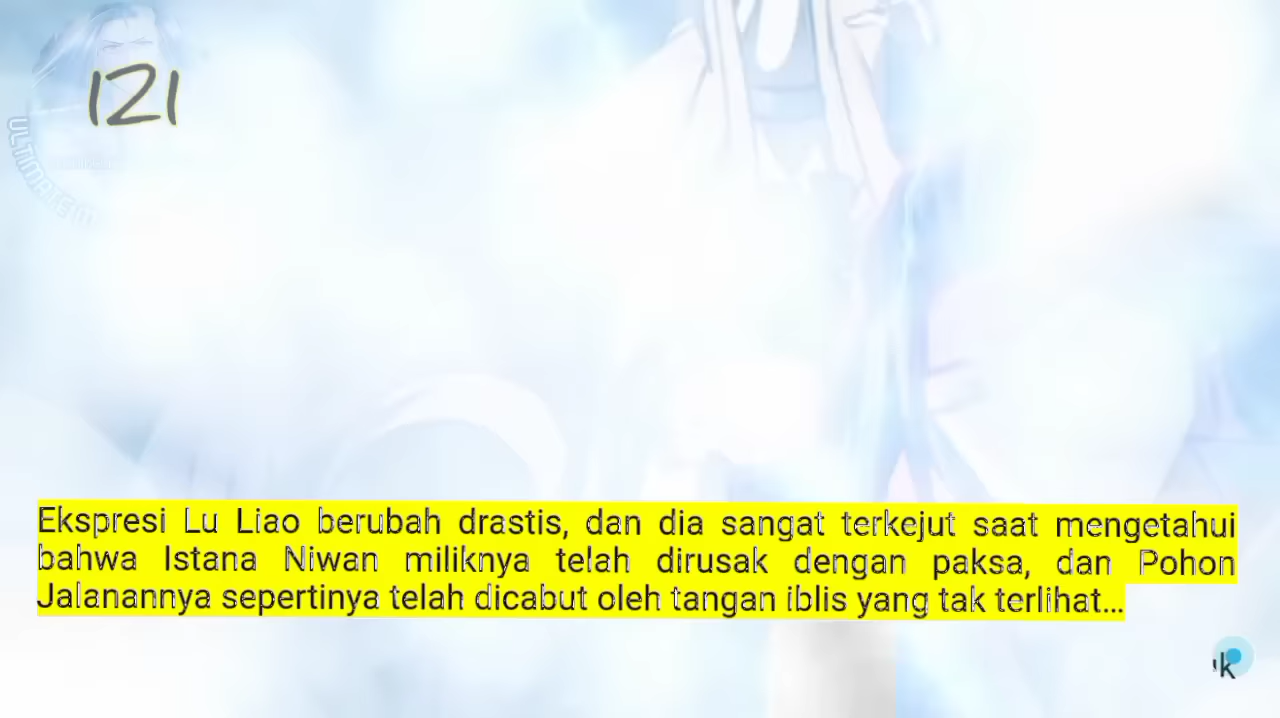 121
ULTIMATE
Ekspresi Lu Liao berubah drastis, dan dia sangat terkejut saat mengetahui
bahwa Istana Niwan miliknya telah dirusak dengan paksa, dan Pohon
Jalanannya sepertinya telah dicabut oleh tangan iblis yang tak terlihat...